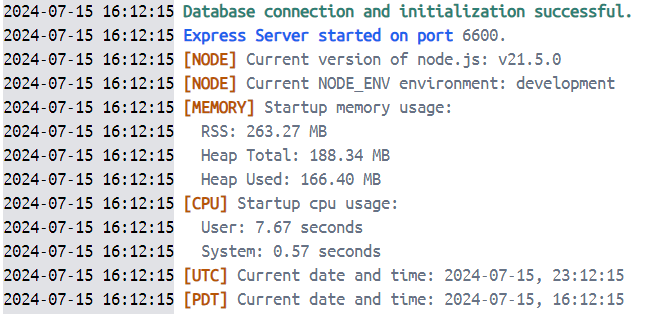 2024-07-15 16:12:15 Database connection and initialization successful.
2024-07-15 16:12:15 Express Server started on port 6600.
2024-07-15 16:12:15 [NODE] Current version of node.js: v21.5.0
2024-07-15 16:12:15 [NODE] Current NODE_ENV environment: development
2024-07-15 16:12:15 [MEMORY] Startup memory usage:
2024-07-15 16:12:15   RSS: 263.27 MB
2024-07-15 16:12:15   Heap Total: 188.34 MB
2024-07-15 16:12:15   Heap Used: 166.40 MB
2024-07-15 16:12:15 [CPU] Startup cpu usage:
2024-07-15 16:12:15   User: 7.67 seconds
2024-07-15 16:12:15   System: 0.57 seconds
2024-07-15 16:12:15 [UTC] Current date and time: 2024-07-15, 23:12:15
2024-07-15 16:12:15 [PDT] Current date and time: 2024-07-15, 16:12:15